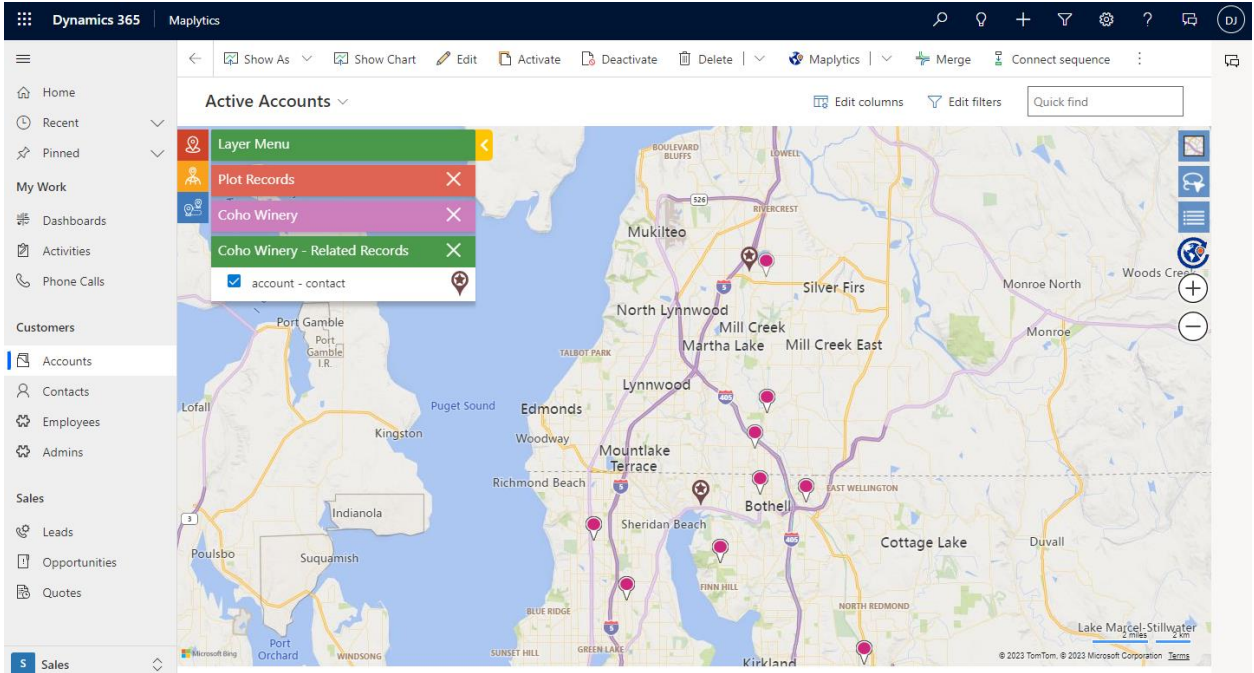 Dynamics 365
Maplytics
DJ
Show As
Show Chart
Edit
Activate
Deactivate
Delete
Maplytics
Merge
Connect sequence
Home
Recent
Pinned
My Work
Dashboards
Activities
Phone Calls
Customers
Accounts
Contacts
Employees
Admins
Sales
Leads
Opportunities
Quotes
S
Sales
Active Accounts
Edit columns
Edit filters
Quick find
Layer Menu
Plot Records
Coho Winery
Coho Winery - Related Records
account - contact
BOULEVARD
BLUFFS
LOWELL
526
RIVERCREST
Mukilteo
5
Silver Firs
Woods Creek
Monroe North
North Lynnwood
Mill Creek
Martha Lake
Mill Creek East
Monroe
Port Gamble
Port
Gamble
I.R.
TALBOT PARK
Lynnwood
405
Lofall
Puget Sound
Edmonds
Kingston
Woodway
Mountlake
Terrace
Richmond Beach
5
EAST WELLINGTON
Bothell
3
Indianola
Sheridan Beach
405
Cottage Lake
Duvall
Poulsbo
Suquamish
FINN HILL
NORTH REDMOND
BLUE RIDGE
5
Lake Marcel-Stillwater
2 miles
2 km
Port
Orchard
WINDSONG
SUNSET HILL
GREEN LAKE
Kirkland
Microsoft Bing
© 2023 TomTom, © 2023 Microsoft Corporation
Terms